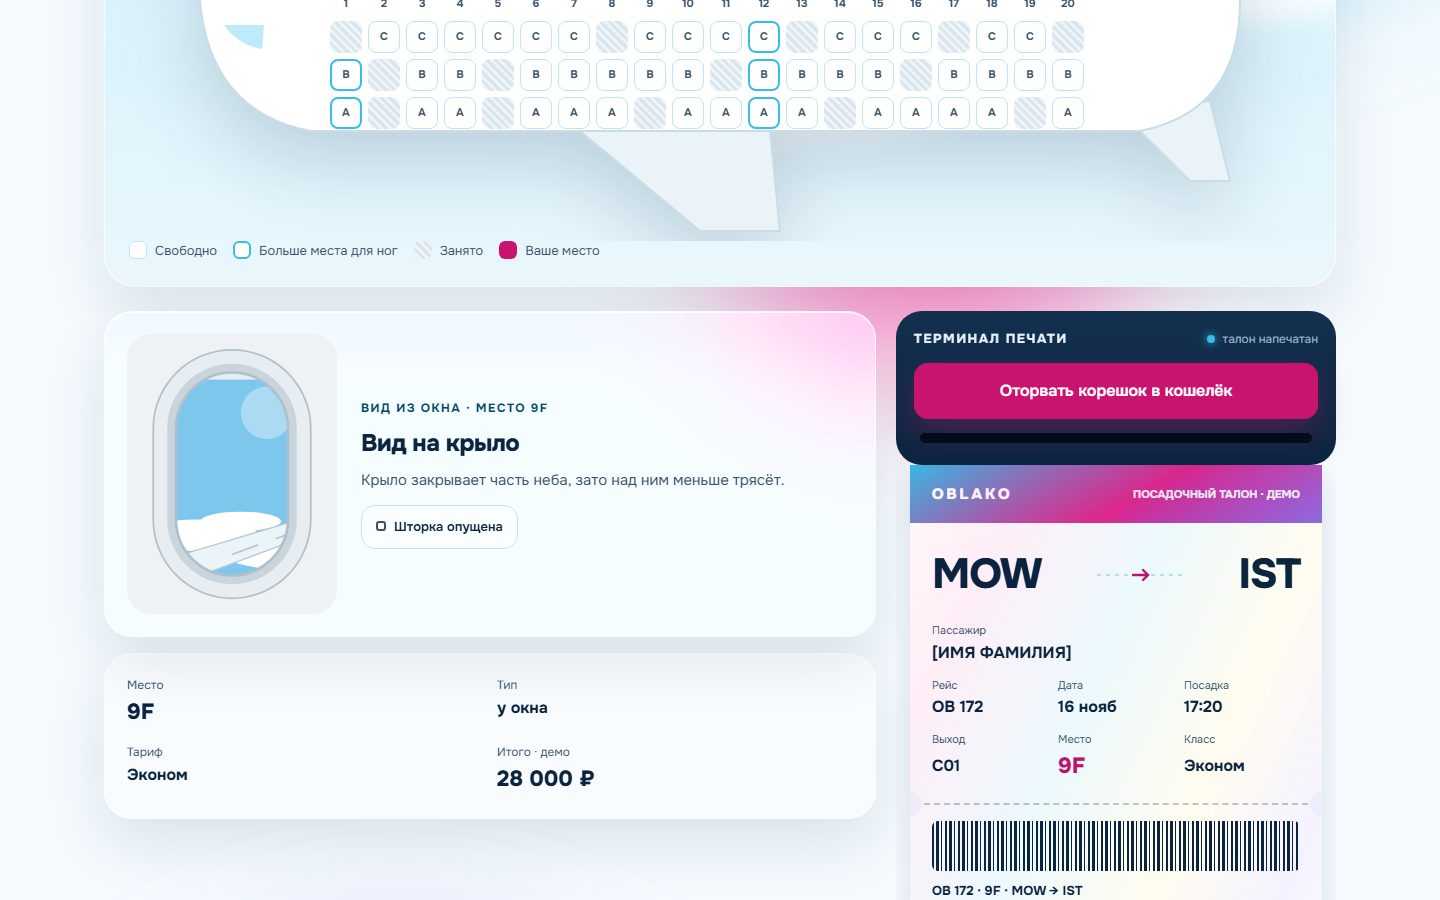 1 2 3 4 5 6 7 8 9 10 11 12 13 14 15 16 17 18 19 20
C C C C C C C C C C C C C C C
B B B B B B B B B B B B B B B B
A A A A A A A A A A A A A A A
Свободно Больше места для ног Занято Ваше место
ВИД ИЗ ОКНА · МЕСТО 9F
Вид на крыло
Крыло закрывает часть неба, зато над ним меньше трясёт.
Шторка опущена
Место Тип
9F у окна
Тариф Итого · демо
Эконом 28 000 ₽
ТЕРМИНАЛ ПЕЧАТИ талон напечатан
Оторвать корешок в кошелёк
OBLAKO ПОСАДОЧНЫЙ ТАЛОН · ДЕМО
MOW → IST
Пассажир
[ИМЯ ФАМИЛИЯ]
Рейс Дата Посадка
OB 172 16 нояб 17:20
Выход Место Класс
C01 9F Эконом
OB 172 · 9F · MOW → IST